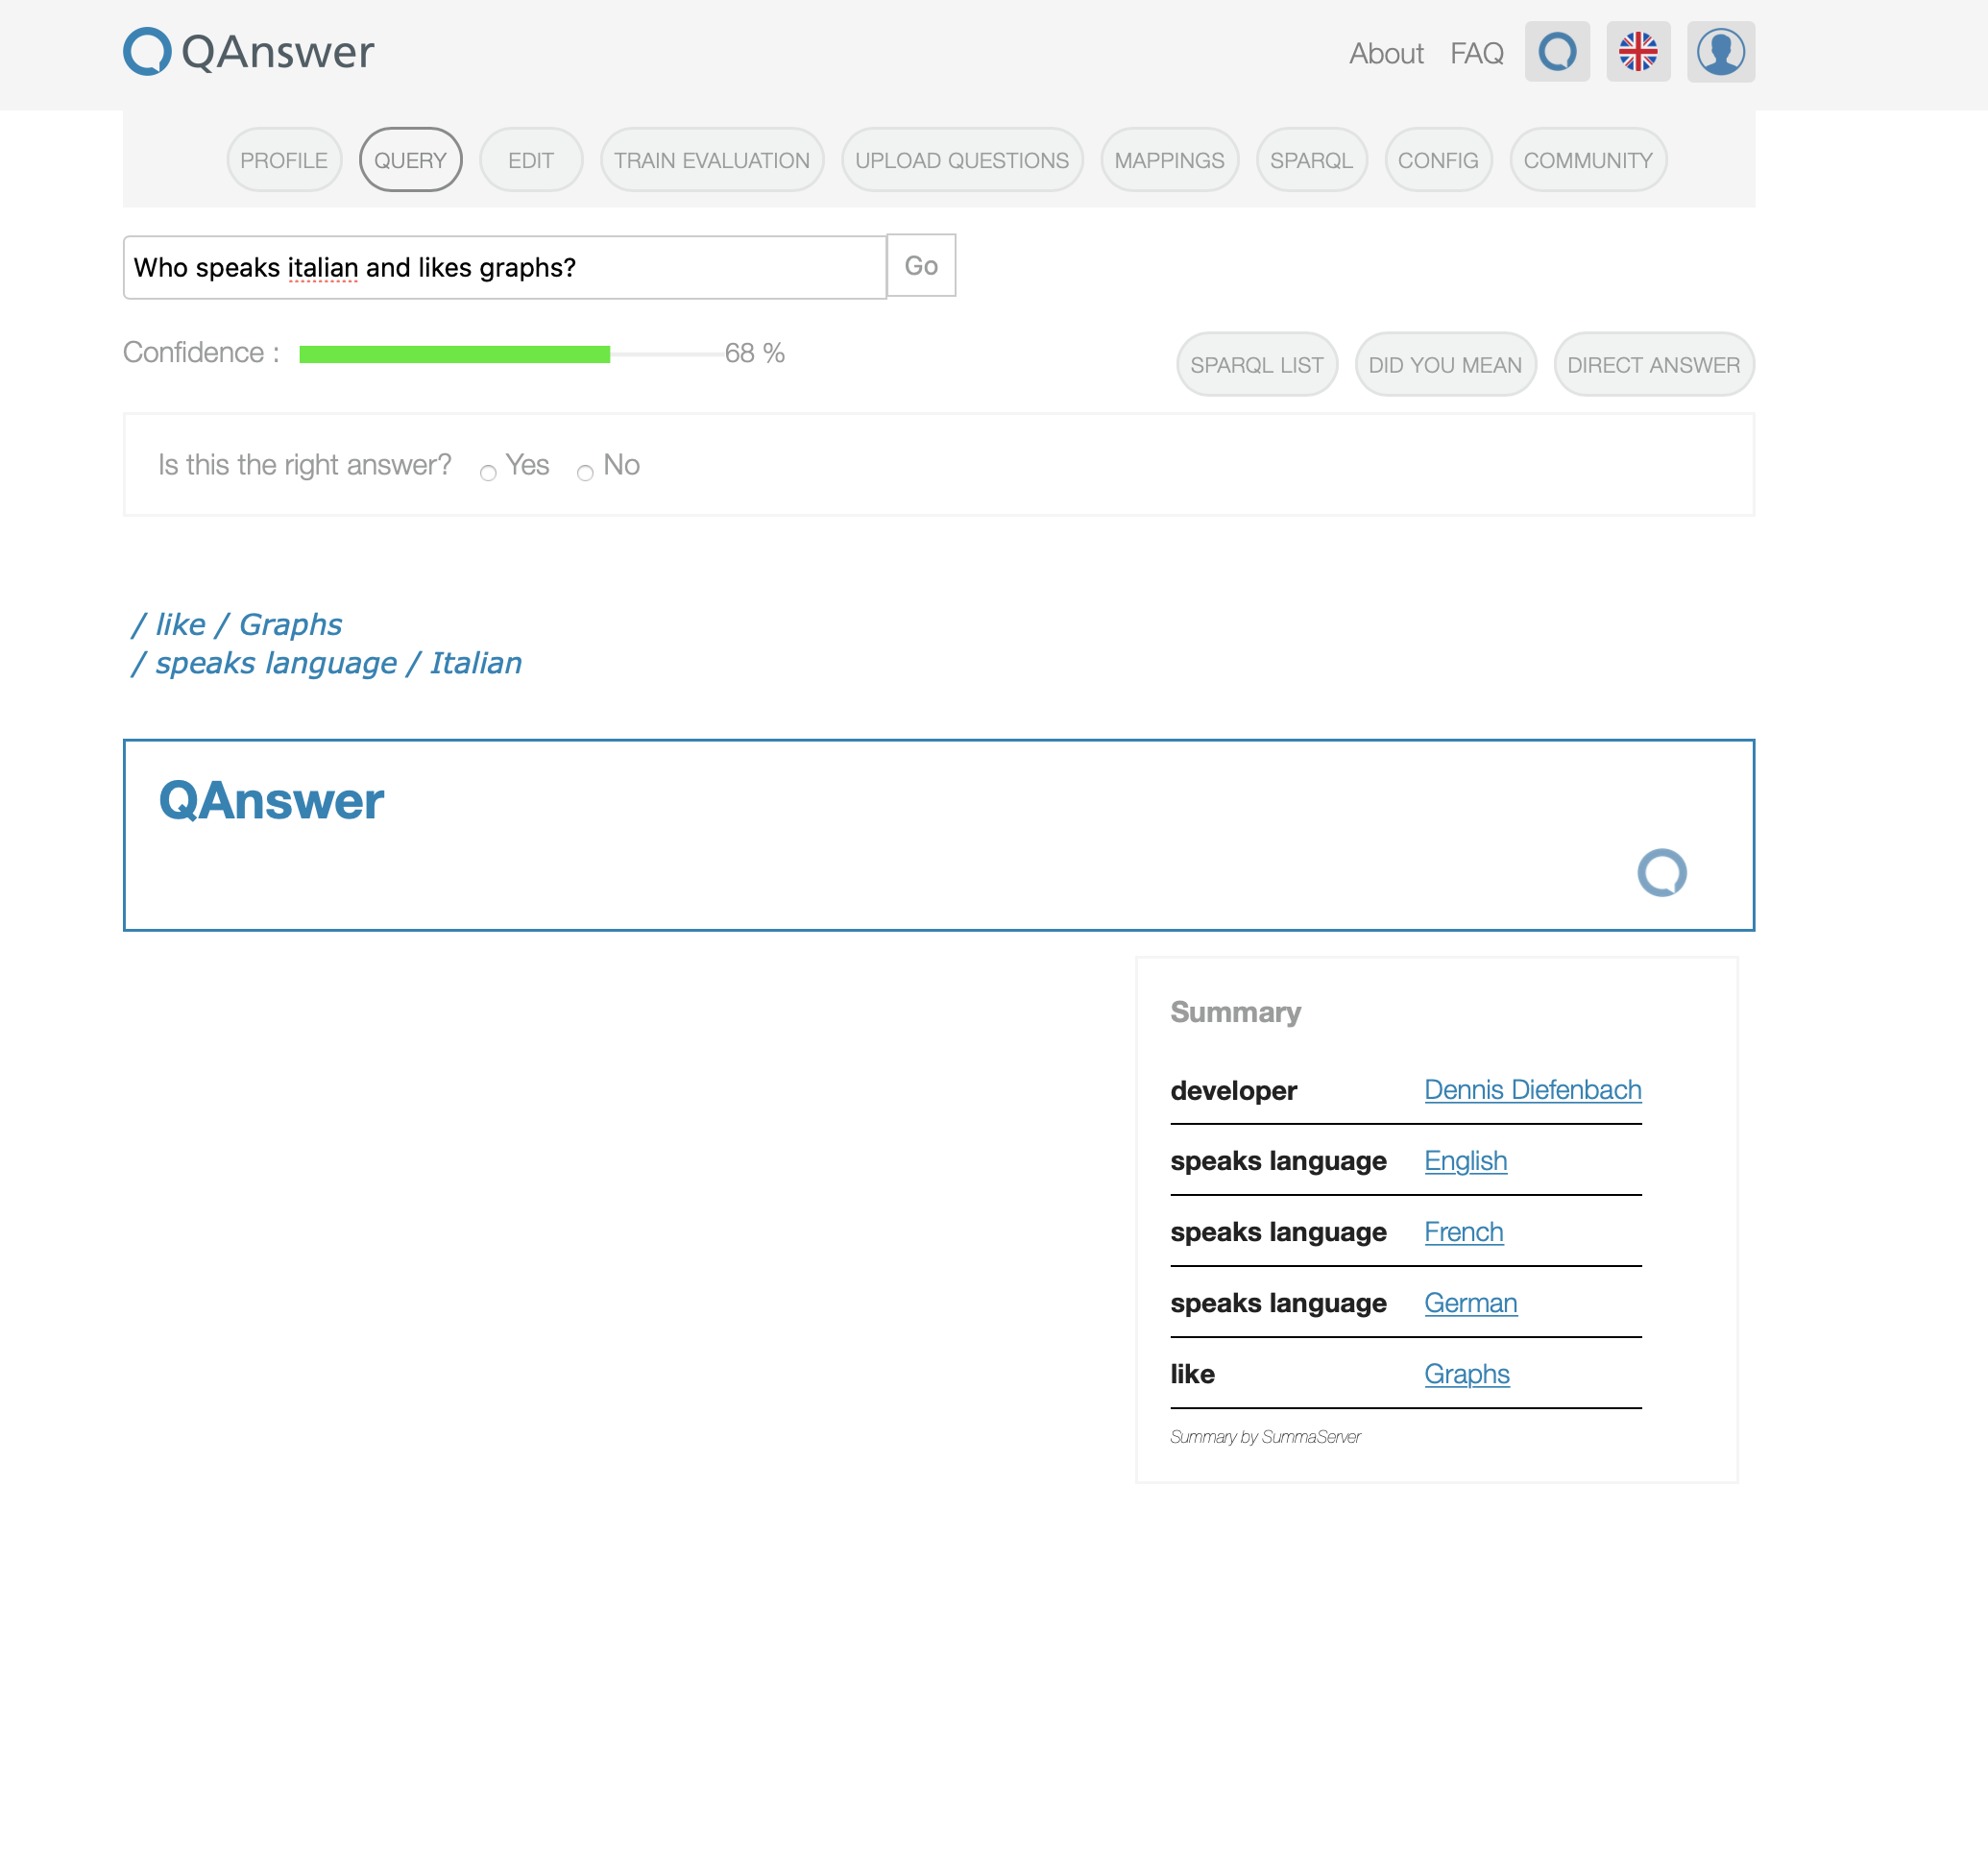 QAnswer About FAQ
PROFILE QUERY EDIT TRAIN EVALUATION UPLOAD QUESTIONS MAPPINGS SPARQL CONFIG COMMUNITY
Who speaks italian and likes graphs? Go
Confidence : 68 %
SPARQL LIST DID YOU MEAN DIRECT ANSWER
Is this the right answer? Yes No
/ like / Graphs
/ speaks language / Italian
QAnswer
Summary
developer Dennis Diefenbach
speaks language English
speaks language French
speaks language German
like Graphs
Summary by SummaServer